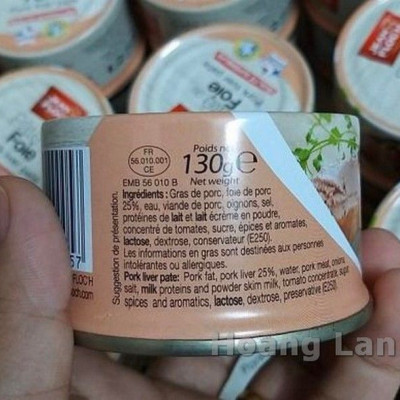 Foie
Foie
FR
56.010.001
CE
EMB 56 010 B
Poids net
130g e
Net weight
Ingrédients : Gras de porc, foie de porc
25%, eau, viande de porc, oignons, sel,
protéines de lait et lait écrémé en poudre,
concentré de tomates, sucre, épices et aromates,
lactose, dextrose, conservateur (E250).
Les informations en gras sont destinées aux personnes
intolérantes ou allergiques.
Pork liver pate: Pork fat, pork liver 25%, water, pork meat, onions,
salt, milk proteins and powder skim milk, tomato concentrate, sugar
spices and aromatics, lactose, dextrose, preservative (E250).
Suggestion de présentation.
57
FLOC'H
Hoang Lan